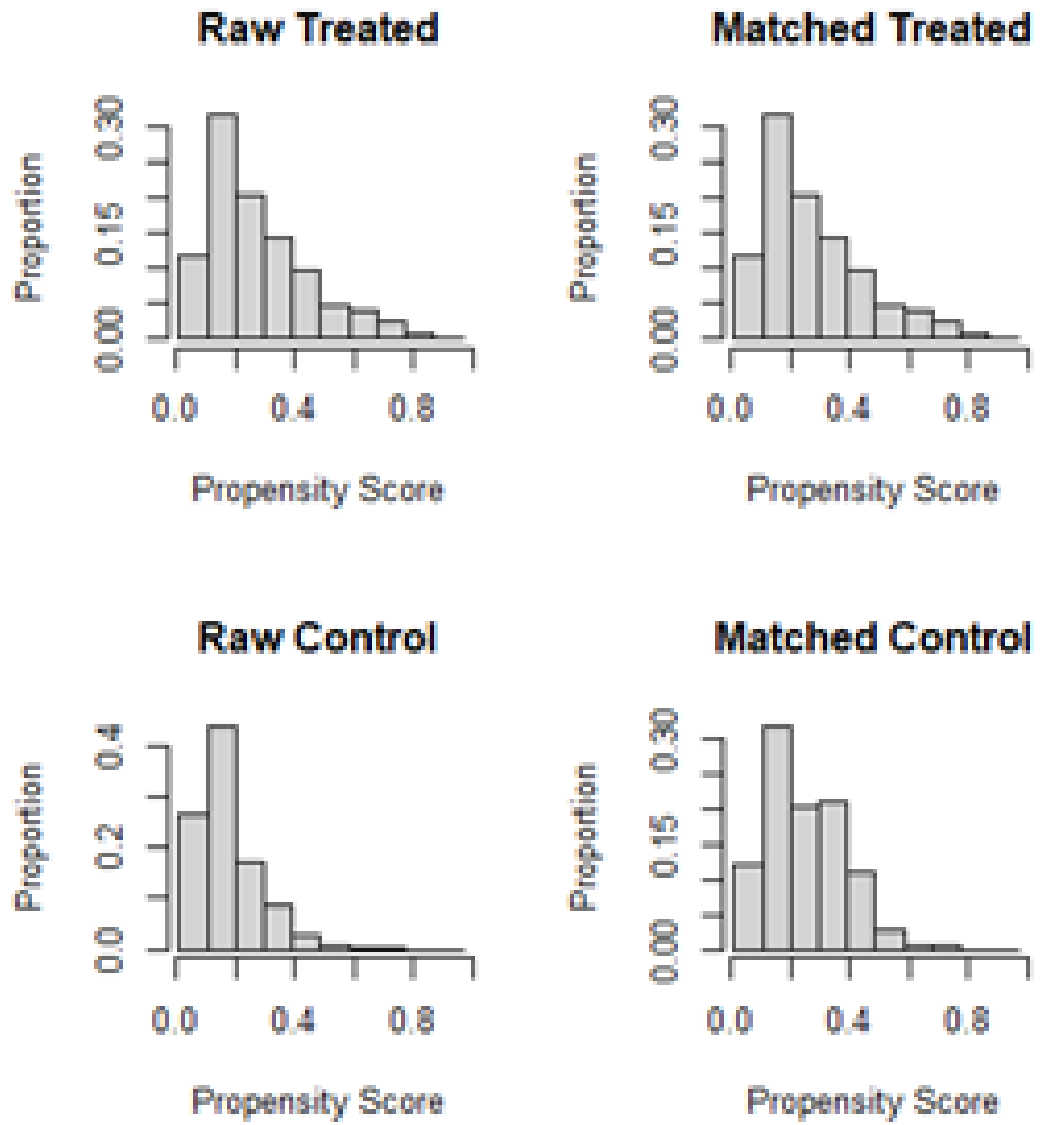 Raw Treated
Proportion
0.30
0.15
0.00
0.0 0.4 0.8
Propensity Score
Matched Treated
Proportion
0.30
0.15
0.00
0.0 0.4 0.8
Propensity Score
Raw Control
Proportion
0.4
0.2
0.0
0.0 0.4 0.8
Propensity Score
Matched Control
Proportion
0.30
0.15
0.00
0.0 0.4 0.8
Propensity Score